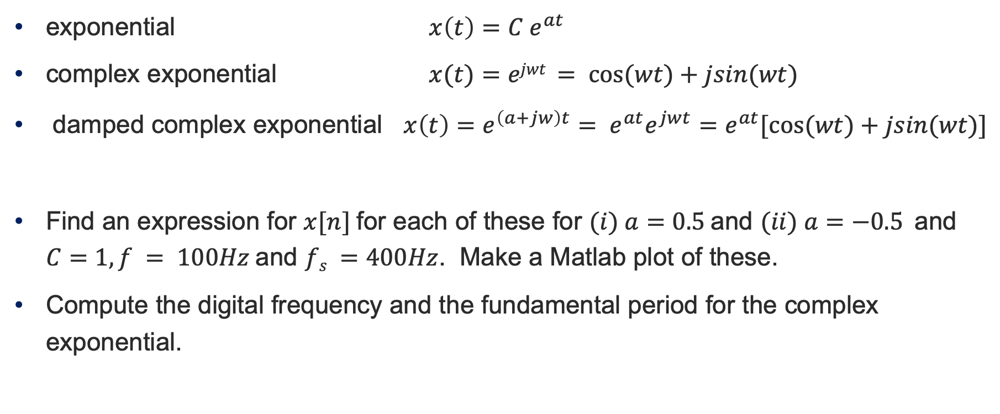 • exponential x(t) = C e^{at}
• complex exponential x(t) = e^{jwt} = cos(wt) + jsin(wt)
• damped complex exponential x(t) = e^{(a+jw)t} = e^{at}e^{jwt} = e^{at}[cos(wt) + jsin(wt)]
• Find an expression for x[n] for each of these for (i) a = 0.5 and (ii) a = −0.5 and
C = 1, f = 100Hz and f_s = 400Hz. Make a Matlab plot of these.
• Compute the digital frequency and the fundamental period for the complex
exponential.